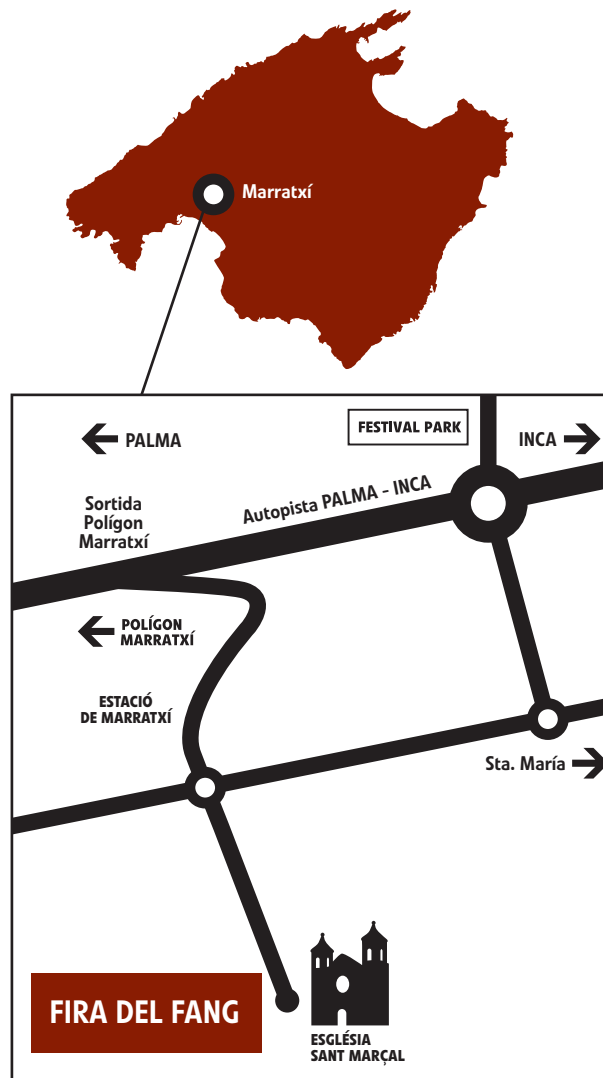 Marratxí
PALMA
FESTIVAL PARK
INCA
Sortida
Polígon
Marratxí
Autopista PALMA - INCA
POLÍGON
MARRATXÍ
ESTACIÓ
DE MARRATXÍ
Sta. María
FIRA DEL FANG
ESGLÉSIA
SANT MARÇAL